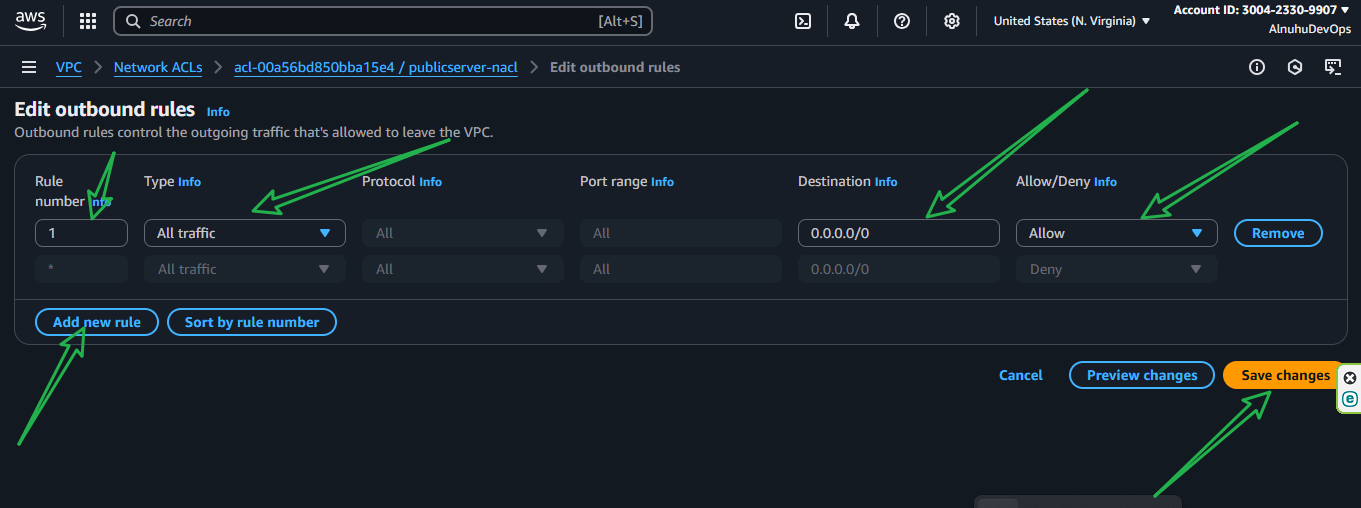 aws
Search [Alt+S]
United States (N. Virginia)
Account ID: 3004-2330-9907
AlnuhuDevOps
VPC > Network ACLs > acl-00a56bd850bba15e4 / publicserver-nacl > Edit outbound rules
Edit outbound rules Info
Outbound rules control the outgoing traffic that's allowed to leave the VPC.
Rule number Info
Type Info
Protocol Info
Port range Info
Destination Info
Allow/Deny Info
1 All traffic All All 0.0.0.0/0 Allow Remove
* All traffic All All 0.0.0.0/0 Deny
Add new rule Sort by rule number
Cancel Preview changes Save changes